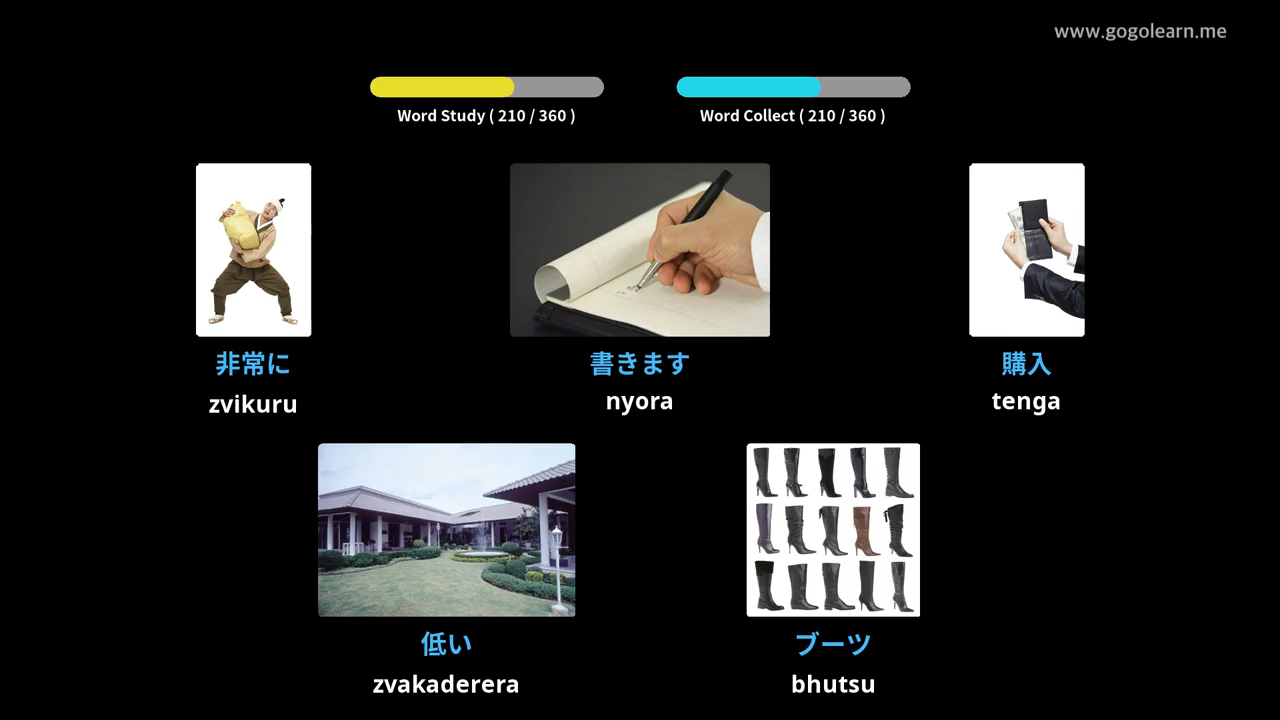 www.gogolearn.me
Word Study ( 210 / 360 )
Word Collect ( 210 / 360 )
非常に
zvikuru
書きます
nyora
購入
tenga
低い
zvakaderera
ブーツ
bhutsu